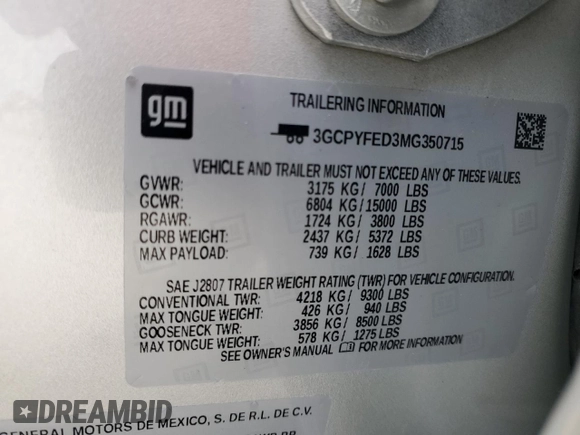 gm
TRAILERING INFORMATION
3GCPYFED3MG350715
VEHICLE AND TRAILER MUST NOT EXCEED ANY OF THESE VALUES.
GVWR: 3175 KG/ 7000 LBS
GCWR: 6804 KG/15000 LBS
RGAWR: 1724 KG/ 3800 LBS
CURB WEIGHT: 2437 KG/ 5372 LBS
MAX PAYLOAD: 739 KG/ 1628 LBS
SAE J2807 TRAILER WEIGHT RATING (TWR) FOR VEHICLE CONFIGURATION.
CONVENTIONAL TWR: 4218 KG/ 9300 LBS
MAX TONGUE WEIGHT: 426 KG/ 940 LBS
GOOSENECK TWR: 3856 KG/ 8500 LBS
MAX TONGUE WEIGHT: 578 KG/ 1275 LBS
SEE OWNER'S MANUAL FOR MORE INFORMATION
DREAMBID
GENERAL MOTORS DE MEXICO, S. DE R.L. DE C.V.